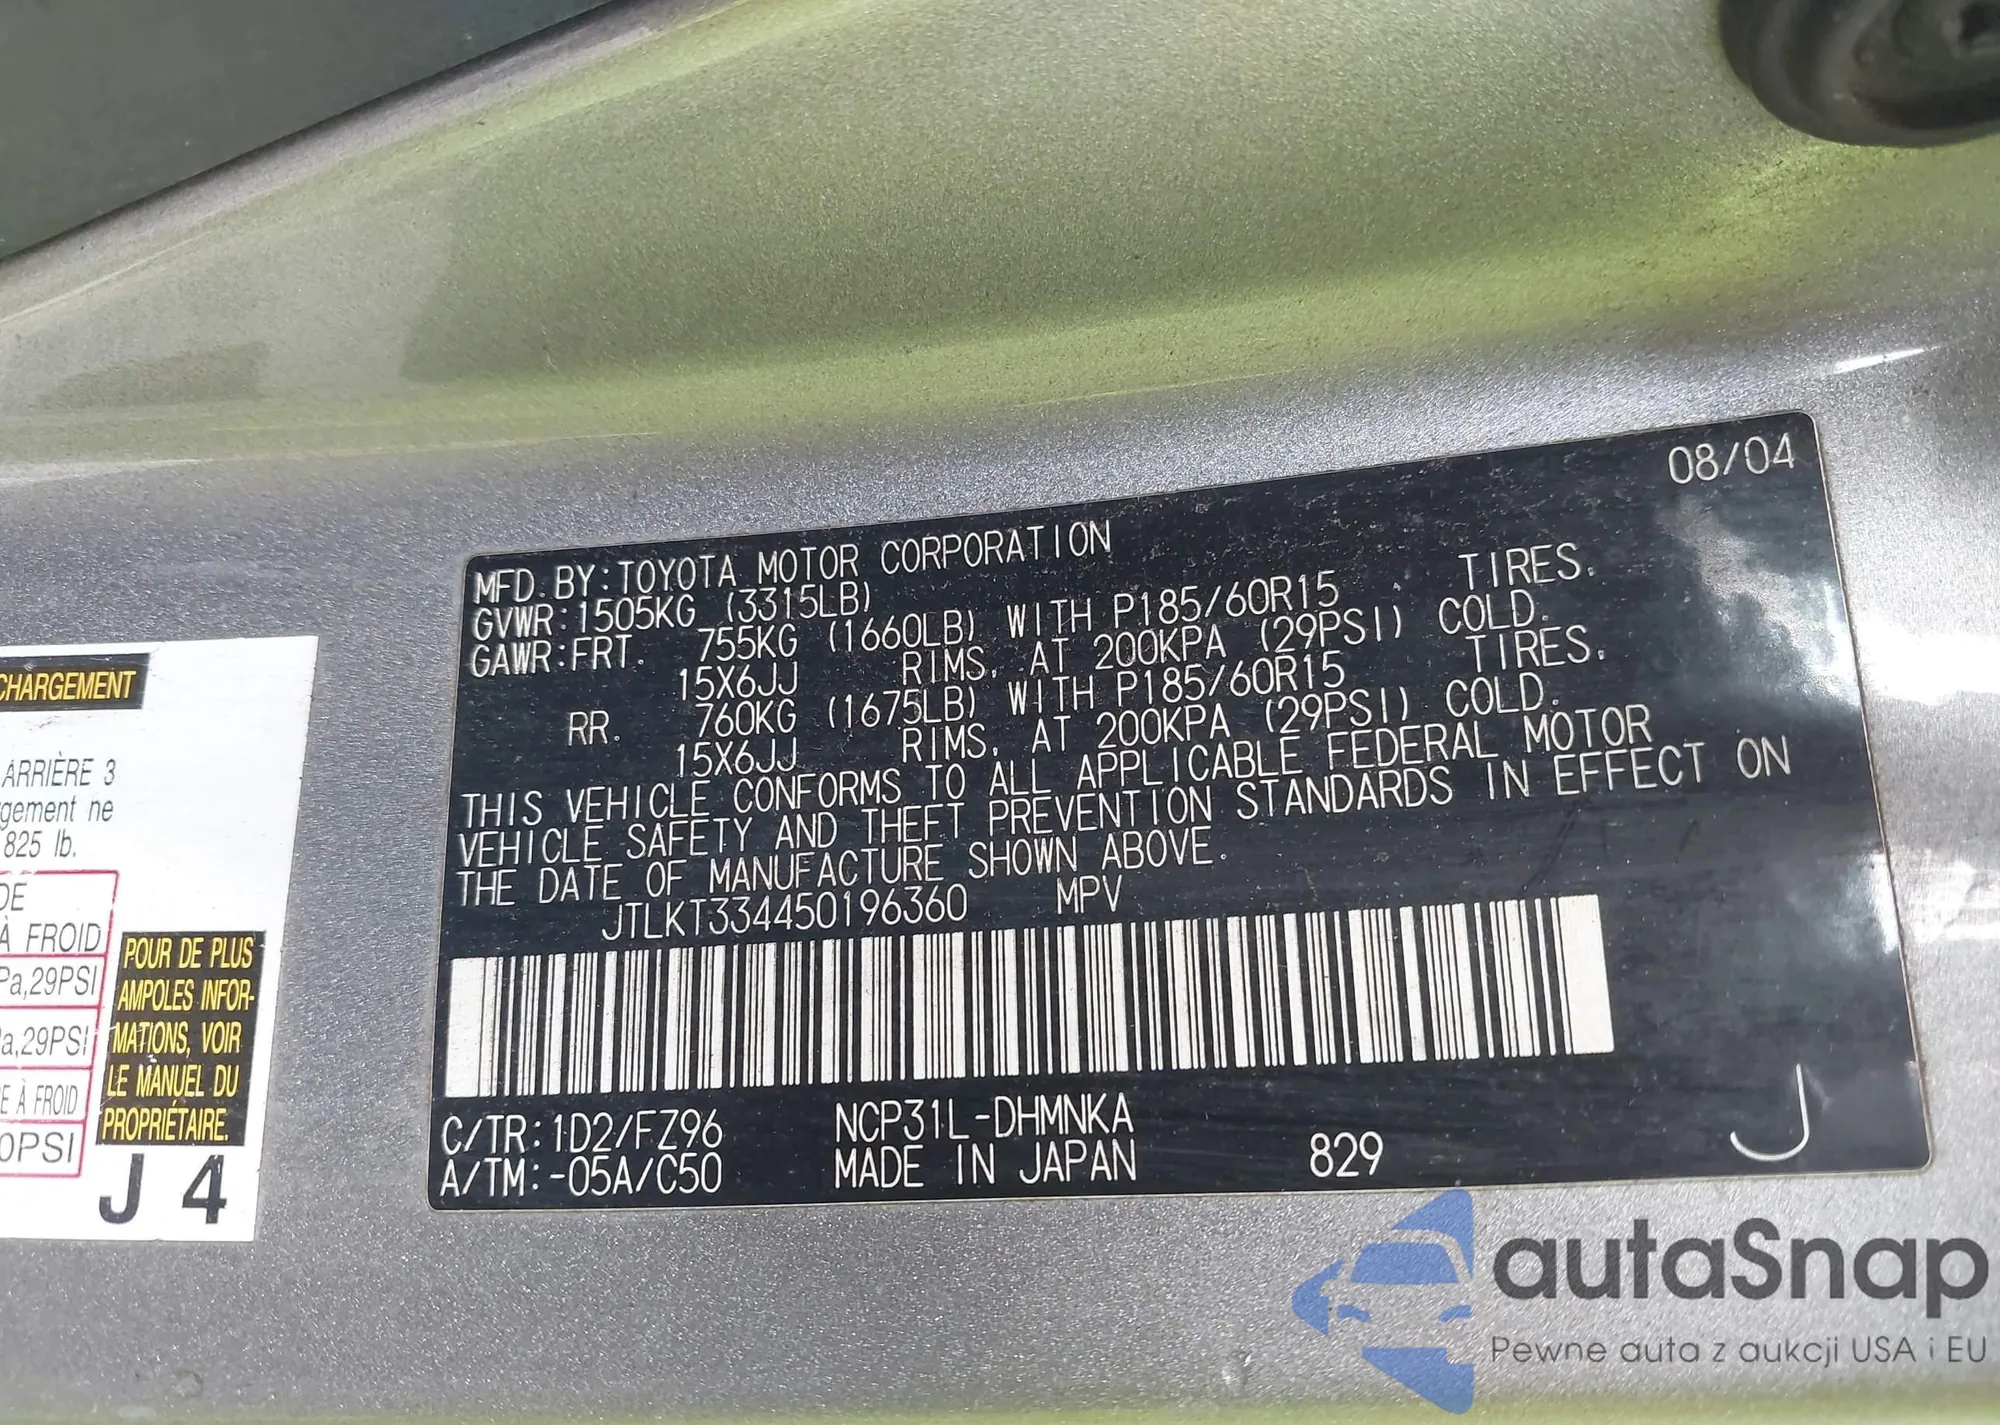 08/04
MFD. BY:TOYOTA MOTOR CORPORATION
GVWR:1505KG (3315LB)
GAWR:FRT. 755KG (1660LB) WITH P185/60R15 TIRES.
15X6JJ RIMS, AT 200KPA (29PSI) COLD.
RR. 760KG (1675LB) WITH P185/60R15 TIRES.
15X6JJ RIMS, AT 200KPA (29PSI) COLD.
THIS VEHICLE CONFORMS TO ALL APPLICABLE FEDERAL MOTOR
VEHICLE SAFETY AND THEFT PREVENTION STANDARDS IN EFFECT ON
THE DATE OF MANUFACTURE SHOWN ABOVE.
JTLKT334450196360 MPV
C/TR:1D2/FZ96 NCP31L-DHMNKA
A/TM:-05A/C50 MADE IN JAPAN 829 J
CHARGEMENT
ARRIÈRE 3
gement ne
825 lb.
DE
À FROID
Pa,29PSI
a,29PSI
E À FROID
0PSI
POUR DE PLUS
AMPOLES INFOR-
MATIONS, VOIR
LE MANUEL DU
PROPRIÉTAIRE.
J 4
autaSnap
Pewne auta z aukcji USA i EU